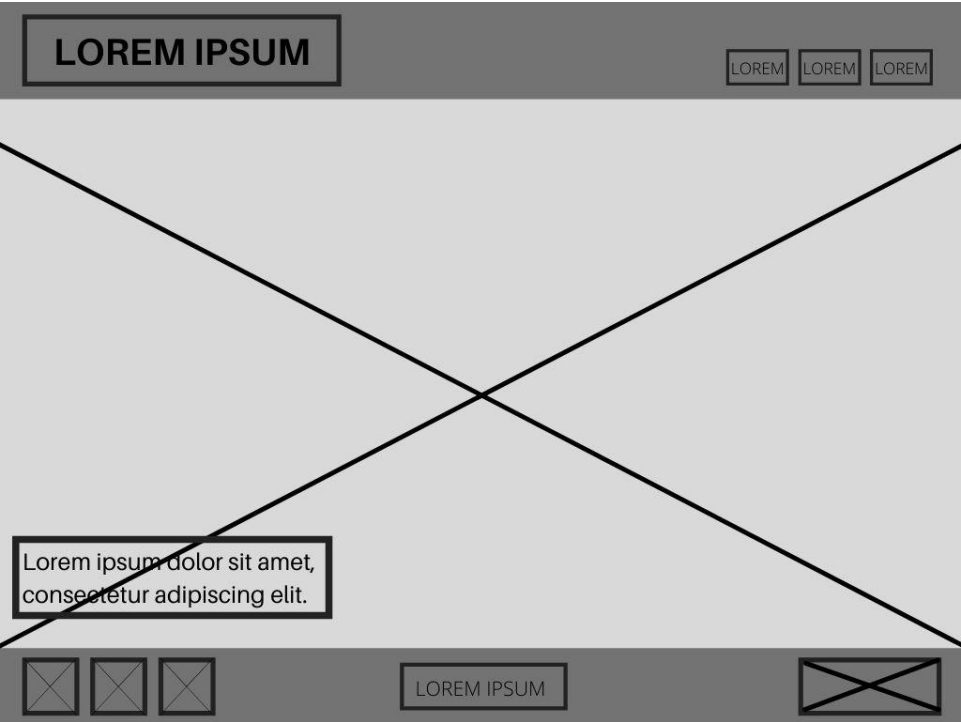 LOREM IPSUM
LOREM LOREM LOREM
Lorem ipsum dolor sit amet,
consectetur adipiscing elit.
LOREM IPSUM